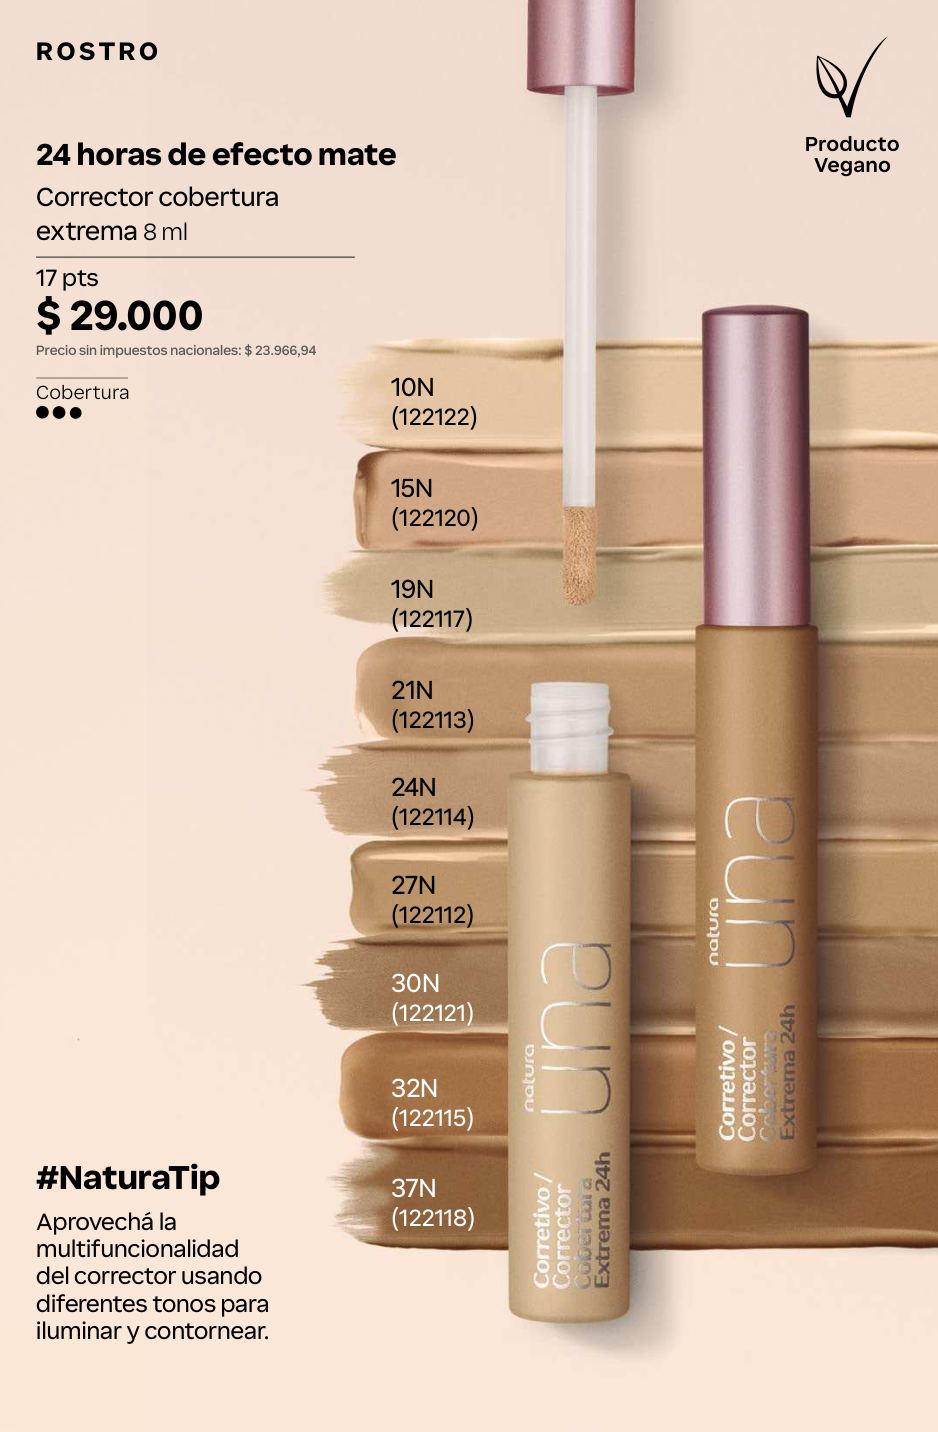 ROSTRO
24 horas de efecto mate
Corrector cobertura
extrema 8 ml
17 pts
$ 29.000
Precio sin impuestos nacionales: $ 23.966,94
Cobertura
Producto
Vegano
10N
(122122)
15N
(122120)
19N
(122117)
21N
(122113)
24N
(122114)
27N
(122112)
30N
(122121)
32N
(122115)
37N
(122118)
natura
una
Corretivo /
Corrector
Cobertura
Extrema 24h
natura
una
Corretivo /
Corrector
Cobertura
Extrema 24h
#NaturaTip
Aprovechá la
multifuncionalidad
del corrector usando
diferentes tonos para
iluminar y contornear.